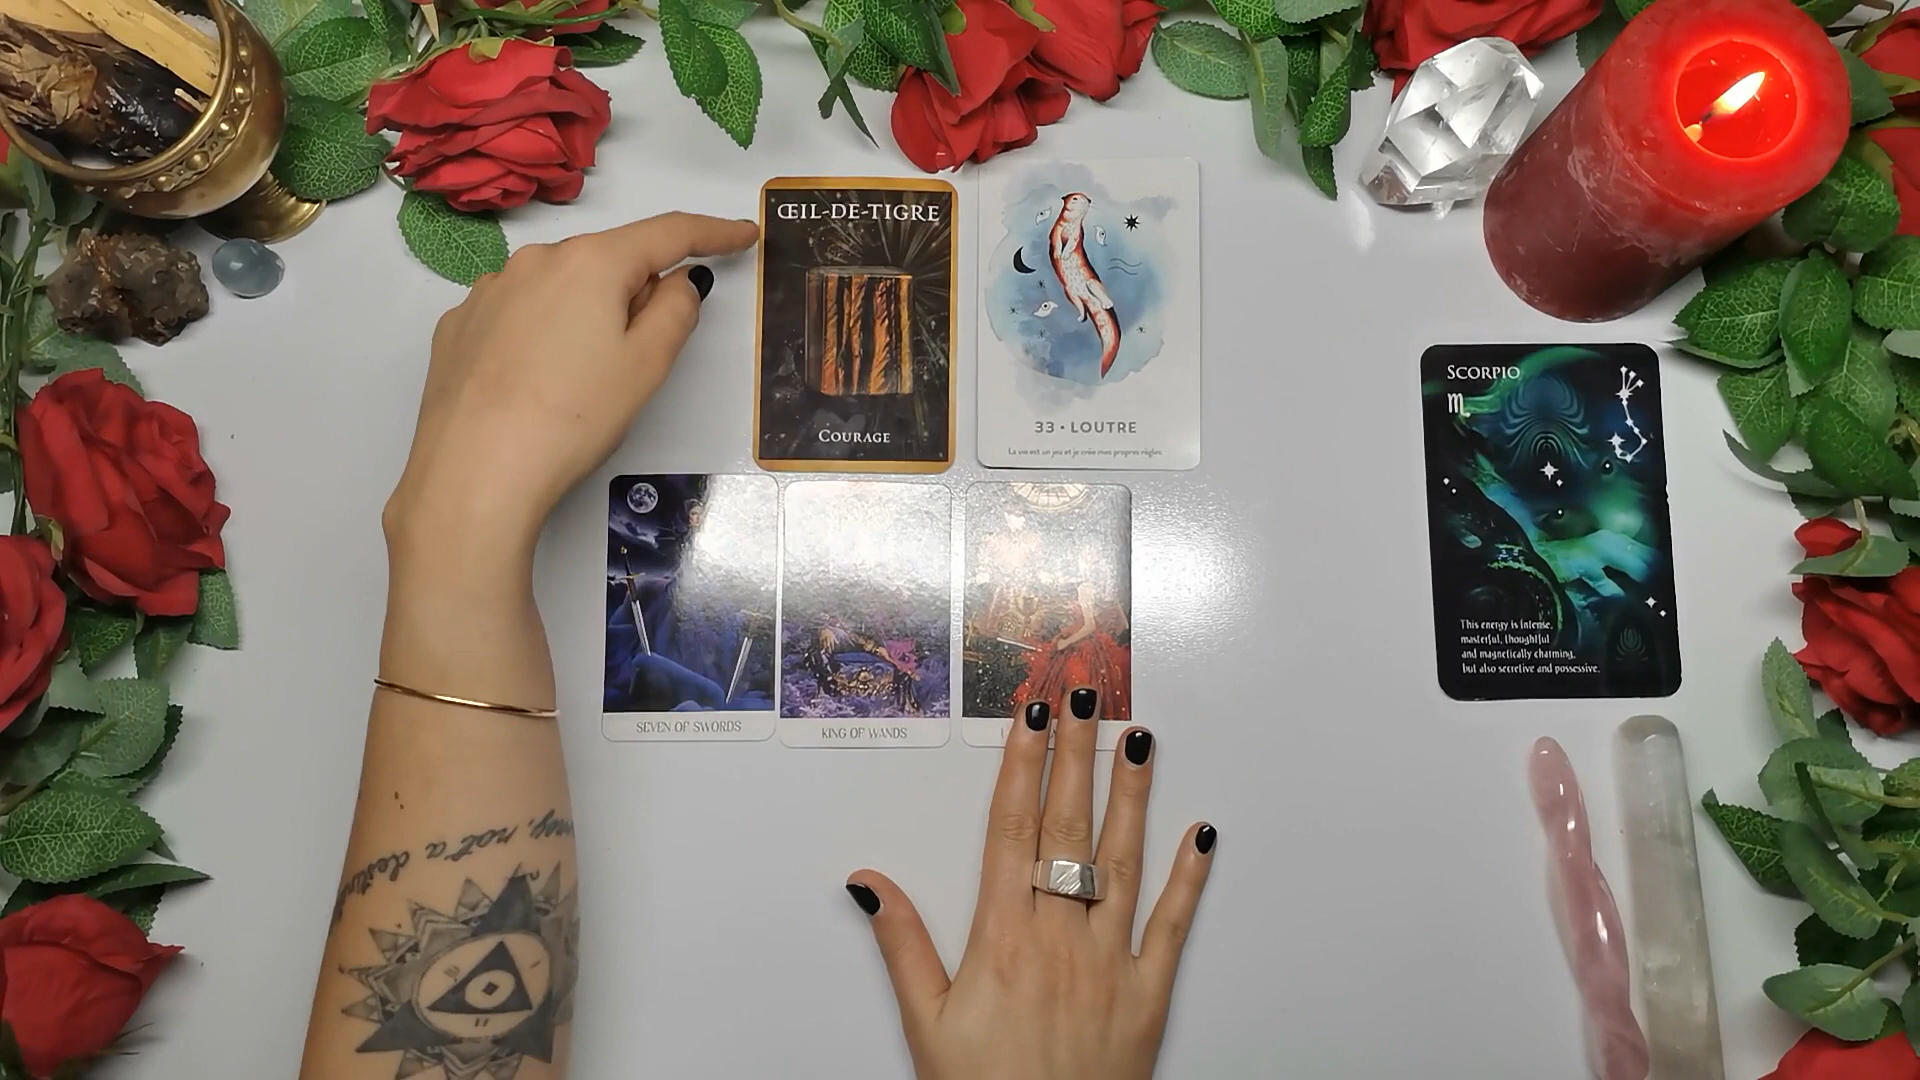 ŒIL-DE-TIGRE
COURAGE
33 • LOUTRE
La vie est un jeu et je crée mes propres règles
SEVEN OF SWORDS
KING OF WANDS
SCORPIO
♏
This energy is intense,
masterful, thoughtful
and magnetically charming,
but also secretive and possessive.
not a